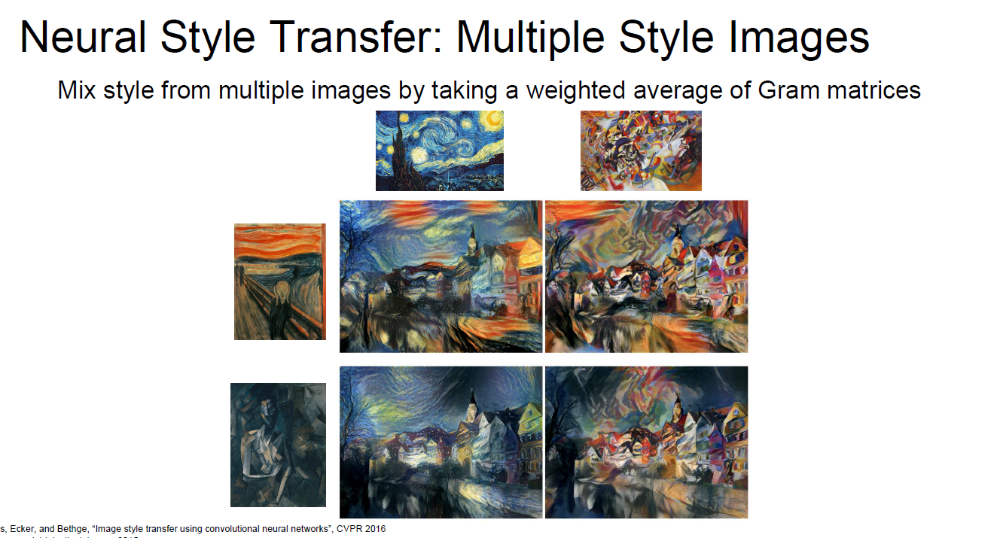 Neural Style Transfer: Multiple Style Images
Mix style from multiple images by taking a weighted average of Gram matrices
s, Ecker, and Bethge, “Image style transfer using convolutional neural networks”, CVPR 2016